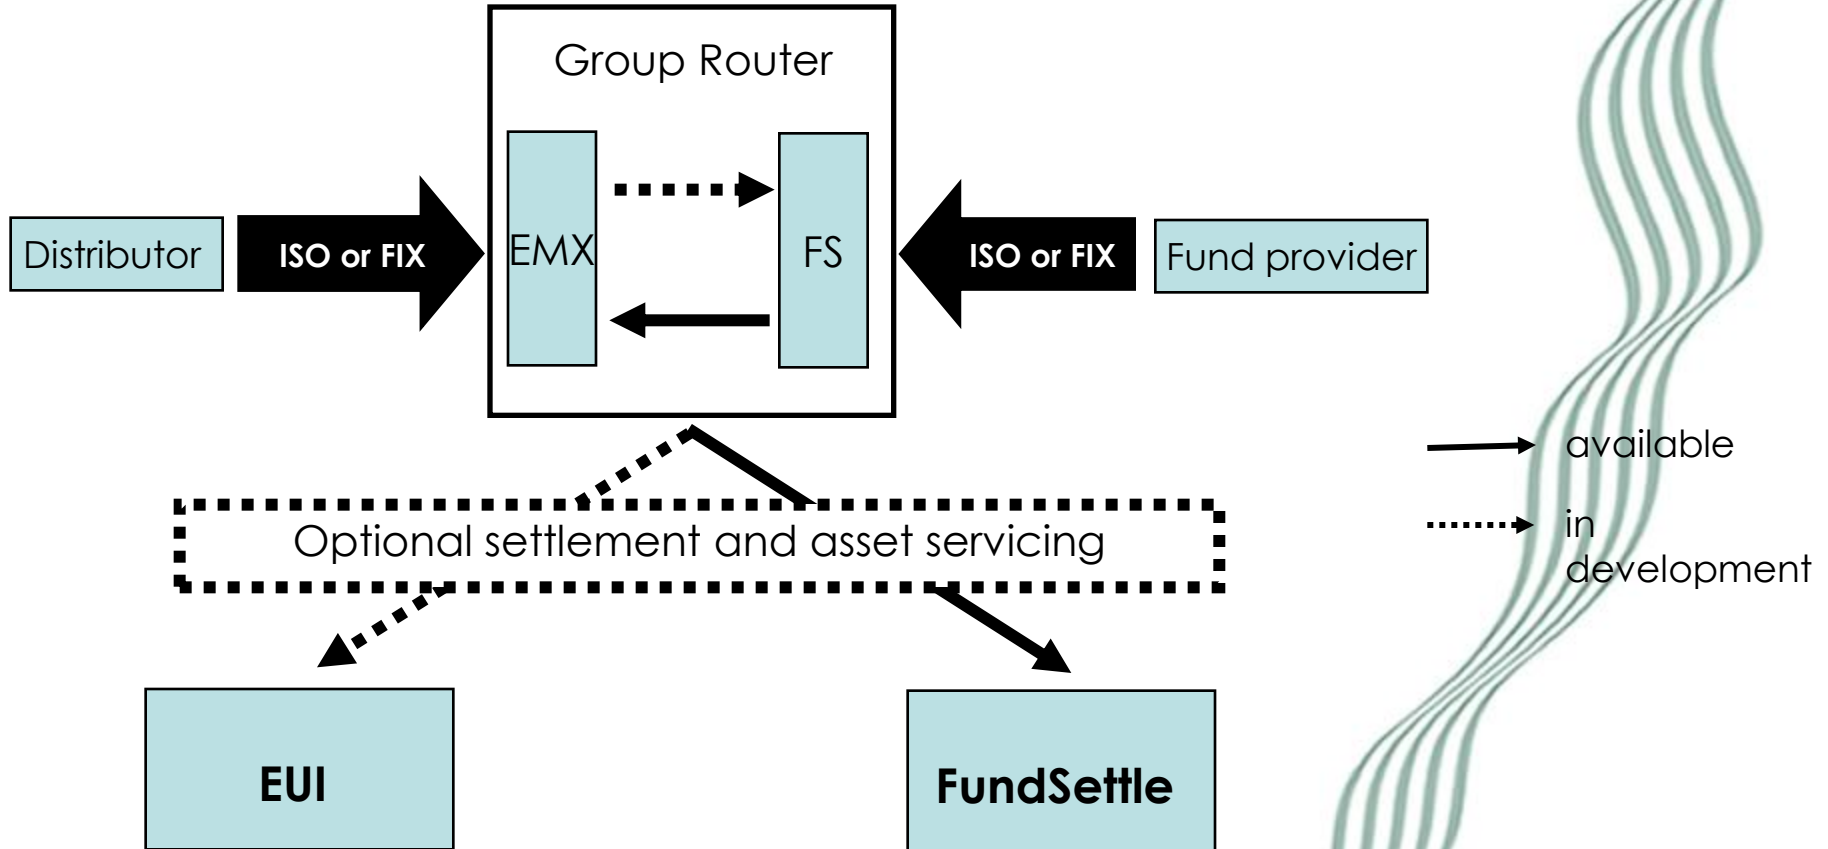 Group Router
EMX
FS
Distributor
ISO or FIX
ISO or FIX
Fund provider
available
in
development
Optional settlement and asset servicing
EUI
FundSettle